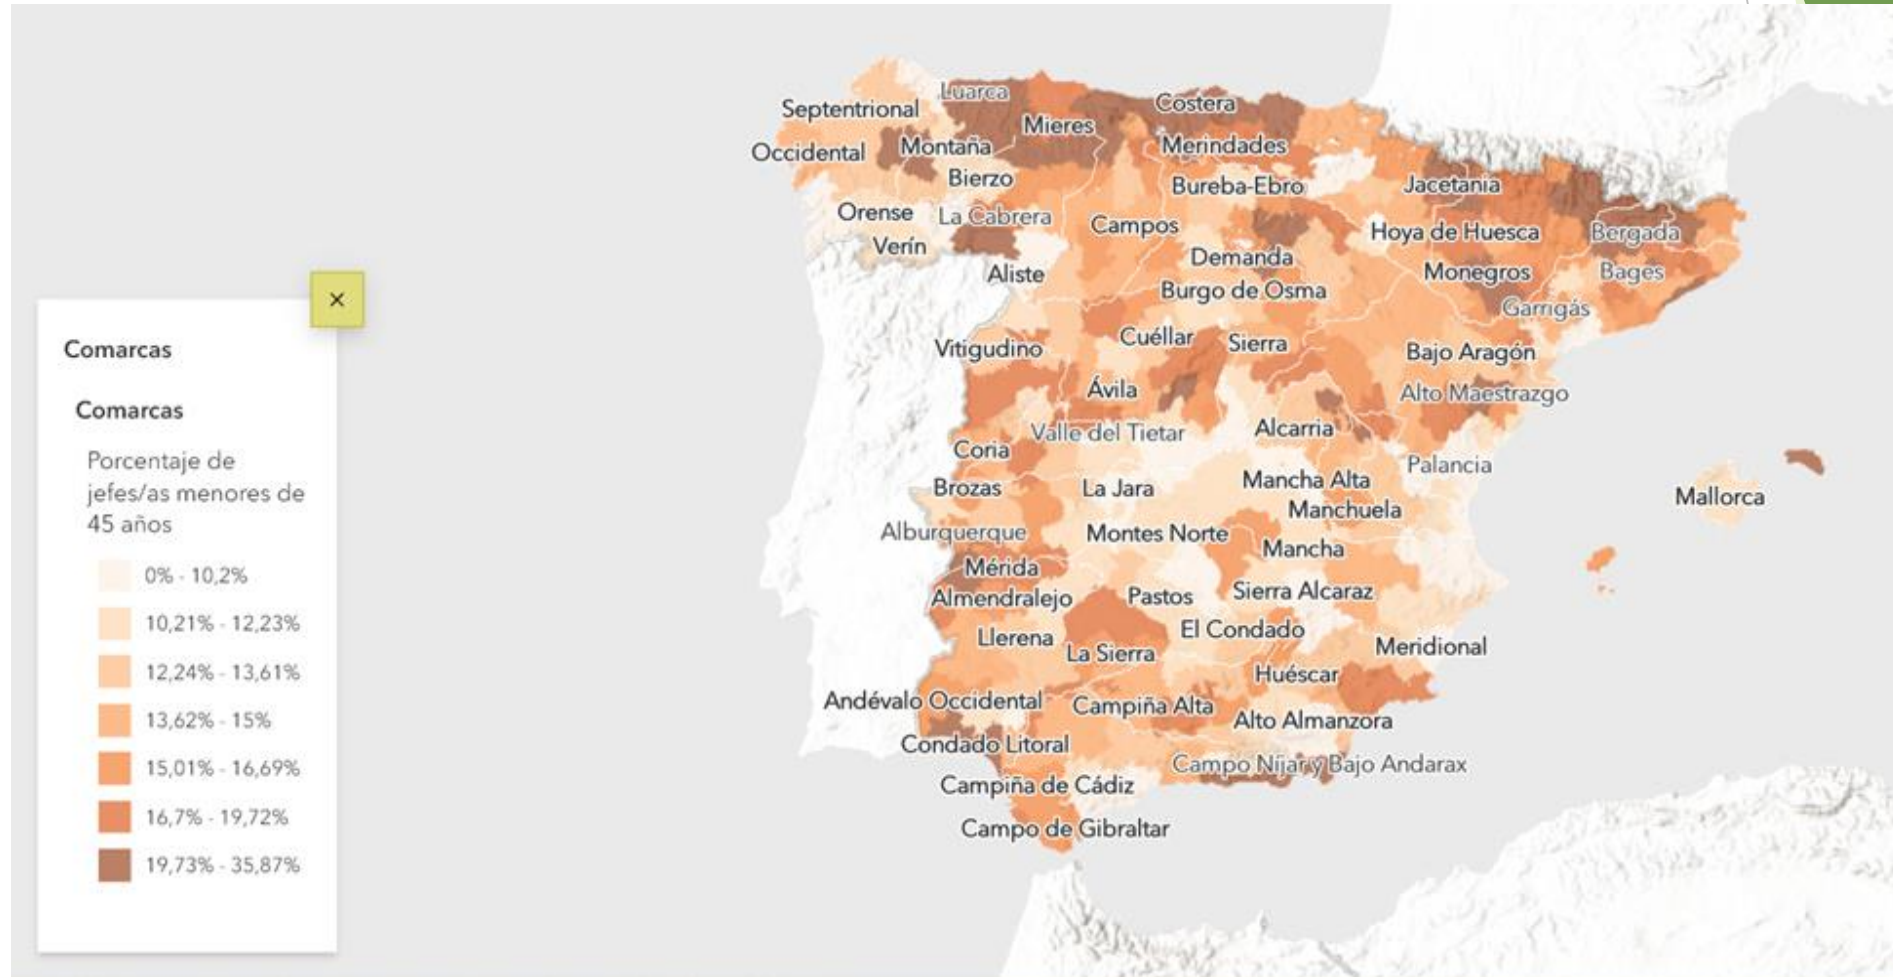 ×
Comarcas
Comarcas
Porcentaje de
jefes/as menores de
45 años
0% - 10,2%
10,21% - 12,23%
12,24% - 13,61%
13,62% - 15%
15,01% - 16,69%
16,7% - 19,72%
19,73% - 35,87%
Luarca
Costera
Septentrional
Mieres
Montaña
Merindades
Occidental
Bierzo
Bureba-Ebro
Jacetania
Orense
La Cabrera
Campos
Hoya de Huesca
Bergada
Verín
Demanda
Aliste
Monegros
Bages
Burgo de Osma
Garrigás
Cuéllar
Sierra
Vitigudino
Bajo Aragón
Ávila
Alto Maestrazgo
Valle del Tietar
Alcarria
Coria
Palancia
Brozas
La Jara
Mancha Alta
Mallorca
Manchuela
Alburquerque
Montes Norte
Mancha
Mérida
Almendralejo
Pastos
Sierra Alcaraz
Llerena
El Condado
La Sierra
Meridional
Huéscar
Andévalo Occidental
Campiña Alta
Alto Almanzora
Condado Litoral
Campo Níjar y Bajo Andarax
Campiña de Cádiz
Campo de Gibraltar